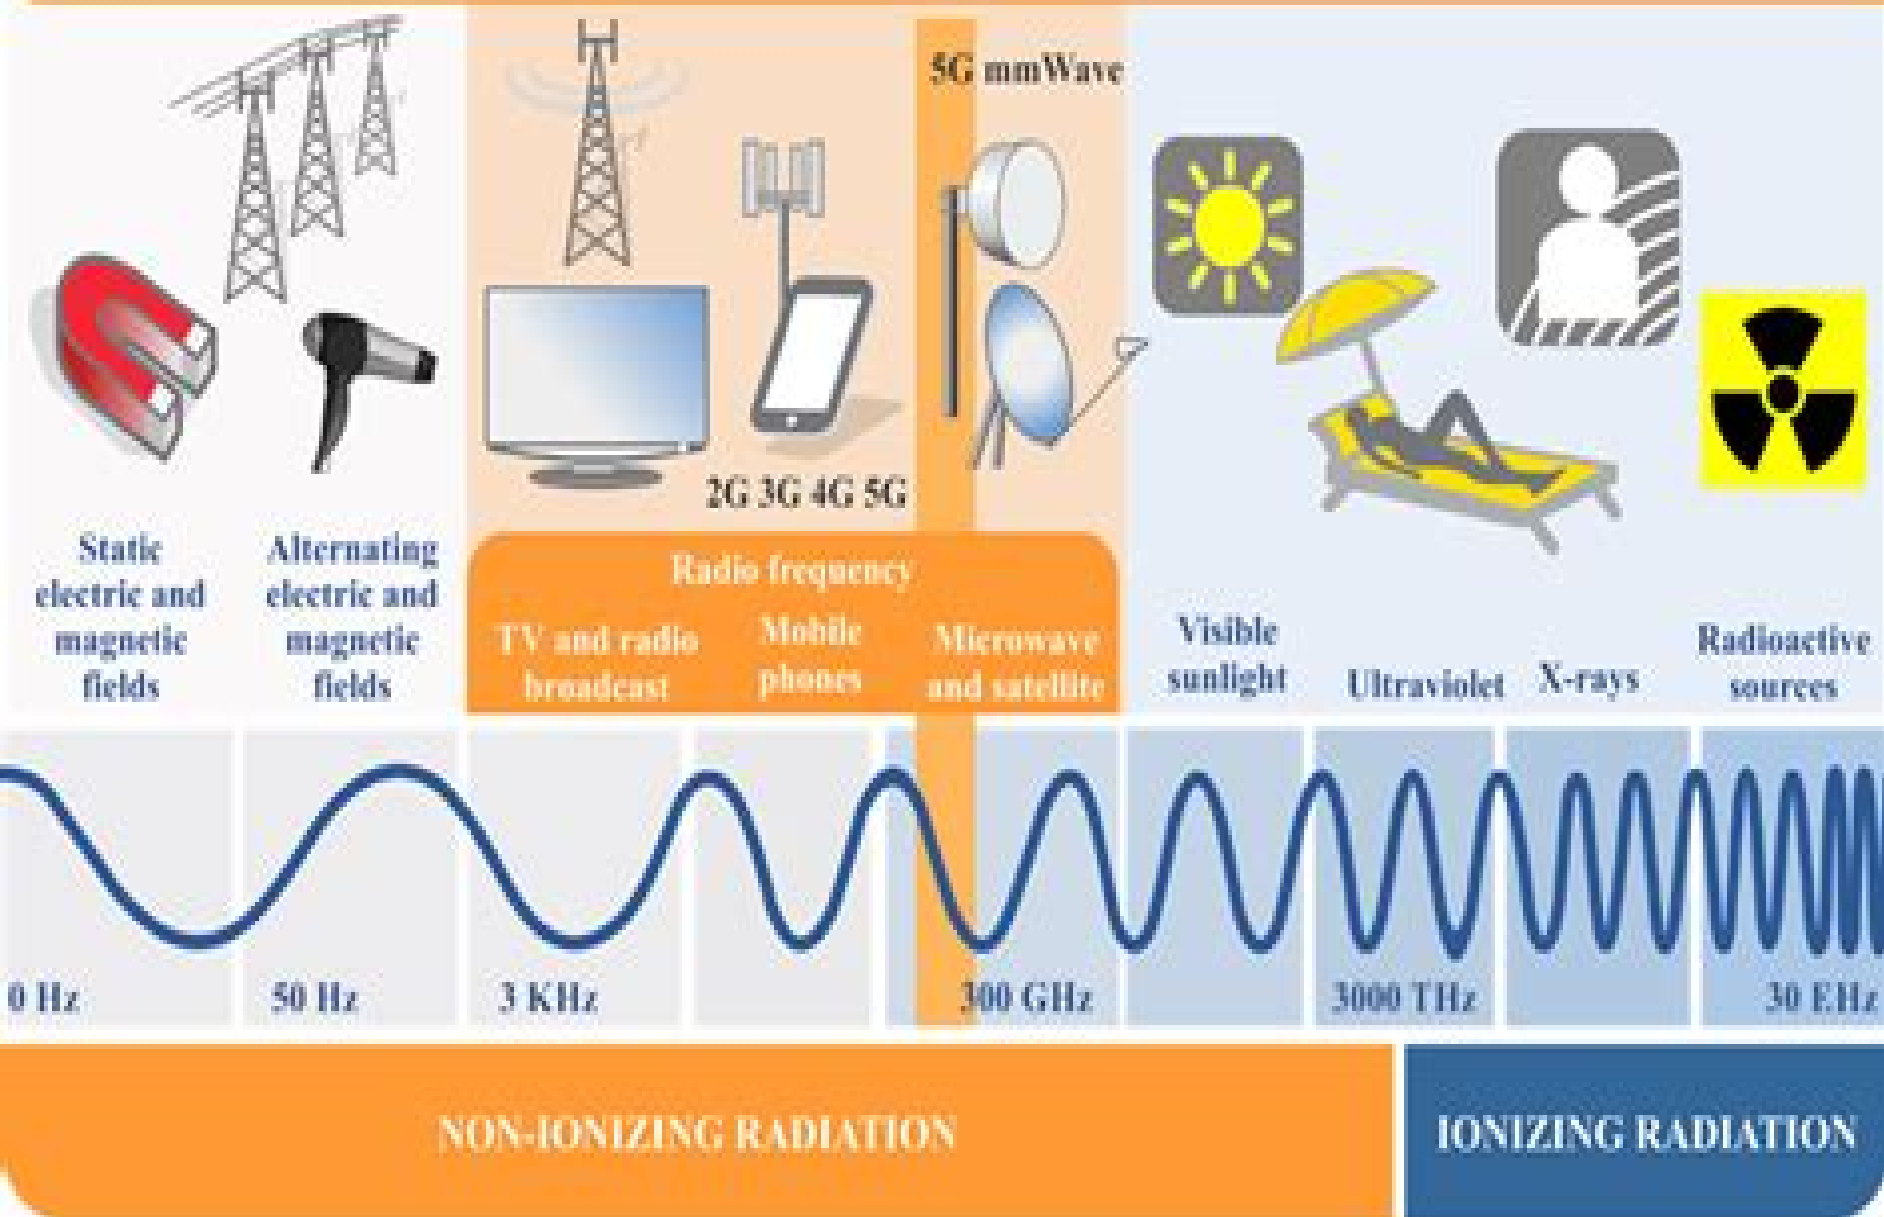 5G mmWave
2G 3G 4G 5G
Static
electric and
magnetic
fields
Alternating
electric and
magnetic
fields
Radio frequency
TV and radio
broadcast
Mobile
phones
Microwave
and satellite
Visible
sunlight
Ultraviolet
X-rays
Radioactive
sources
0 Hz
50 Hz
3 KHz
300 GHz
3000 THz
30 EHz
NON-IONIZING RADIATION
IONIZING RADIATION